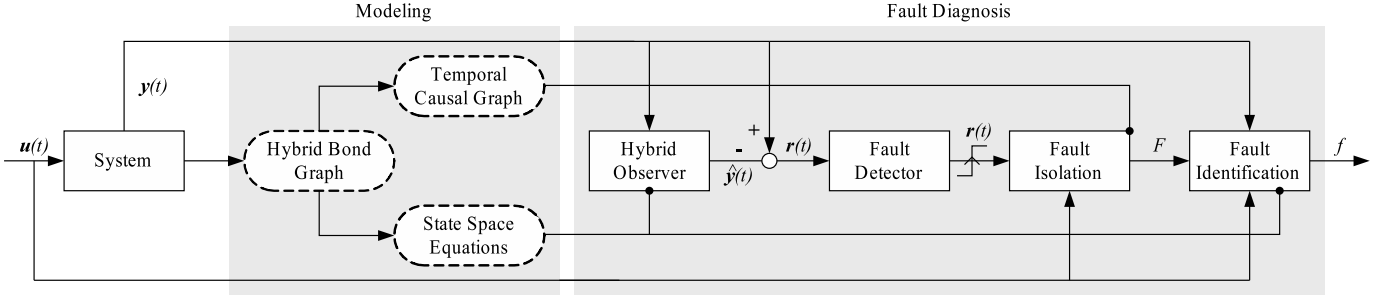 Modeling
Fault Diagnosis
y(t)
Temporal
Causal Graph
u(t)
System
Hybrid Bond
Graph
State Space
Equations
Hybrid
Observer
+
-
ŷ(t)
r(t)
Fault
Detector
r(t)
Fault
Isolation
F
Fault
Identification
f